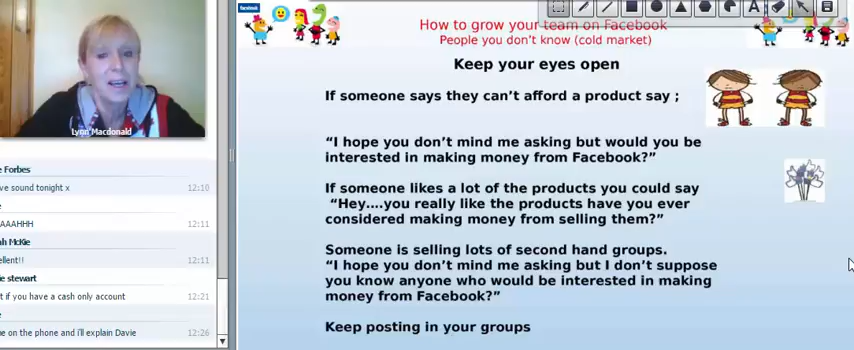 facebook
How to grow your team on Facebook
People you don't know (cold market)
Keep your eyes open
If someone says they can't afford a product say ;
"I hope you don't mind me asking but would you be
interested in making money from Facebook?"
If someone likes a lot of the products you could say
"Hey....you really like the products have you ever
considered making money from selling them?"
Someone is selling lots of second hand groups.
"I hope you don't mind me asking but I don't suppose
you know anyone who would be interested in making
money from Facebook?"
Keep posting in your groups
Lynn Macdonald
Forbes
ve sound tonight x 12:10
AAAHHH 12:11
ah McKie
ellent!! 12:11
ie stewart
t if you have a cash only account 12:21
e on the phone and i'll explain Davie 12:26
A